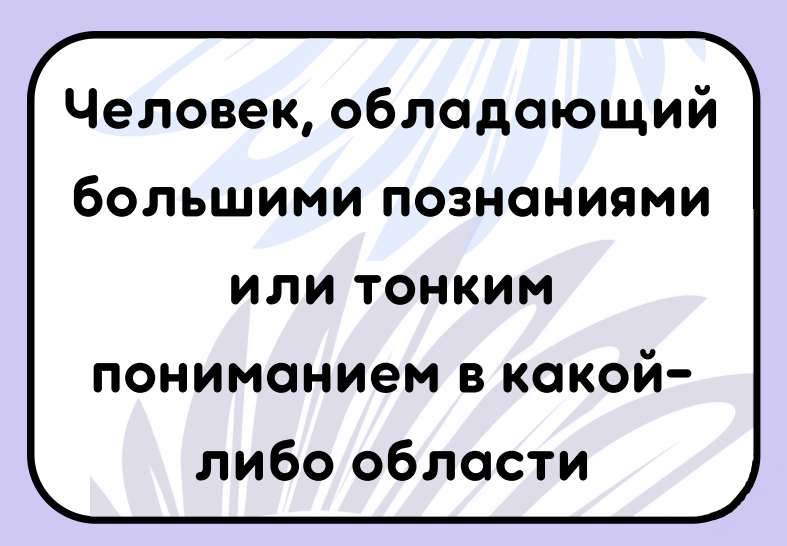 Человек, обладающий
большими познаниями
или тонким
пониманием в какой-
либо области